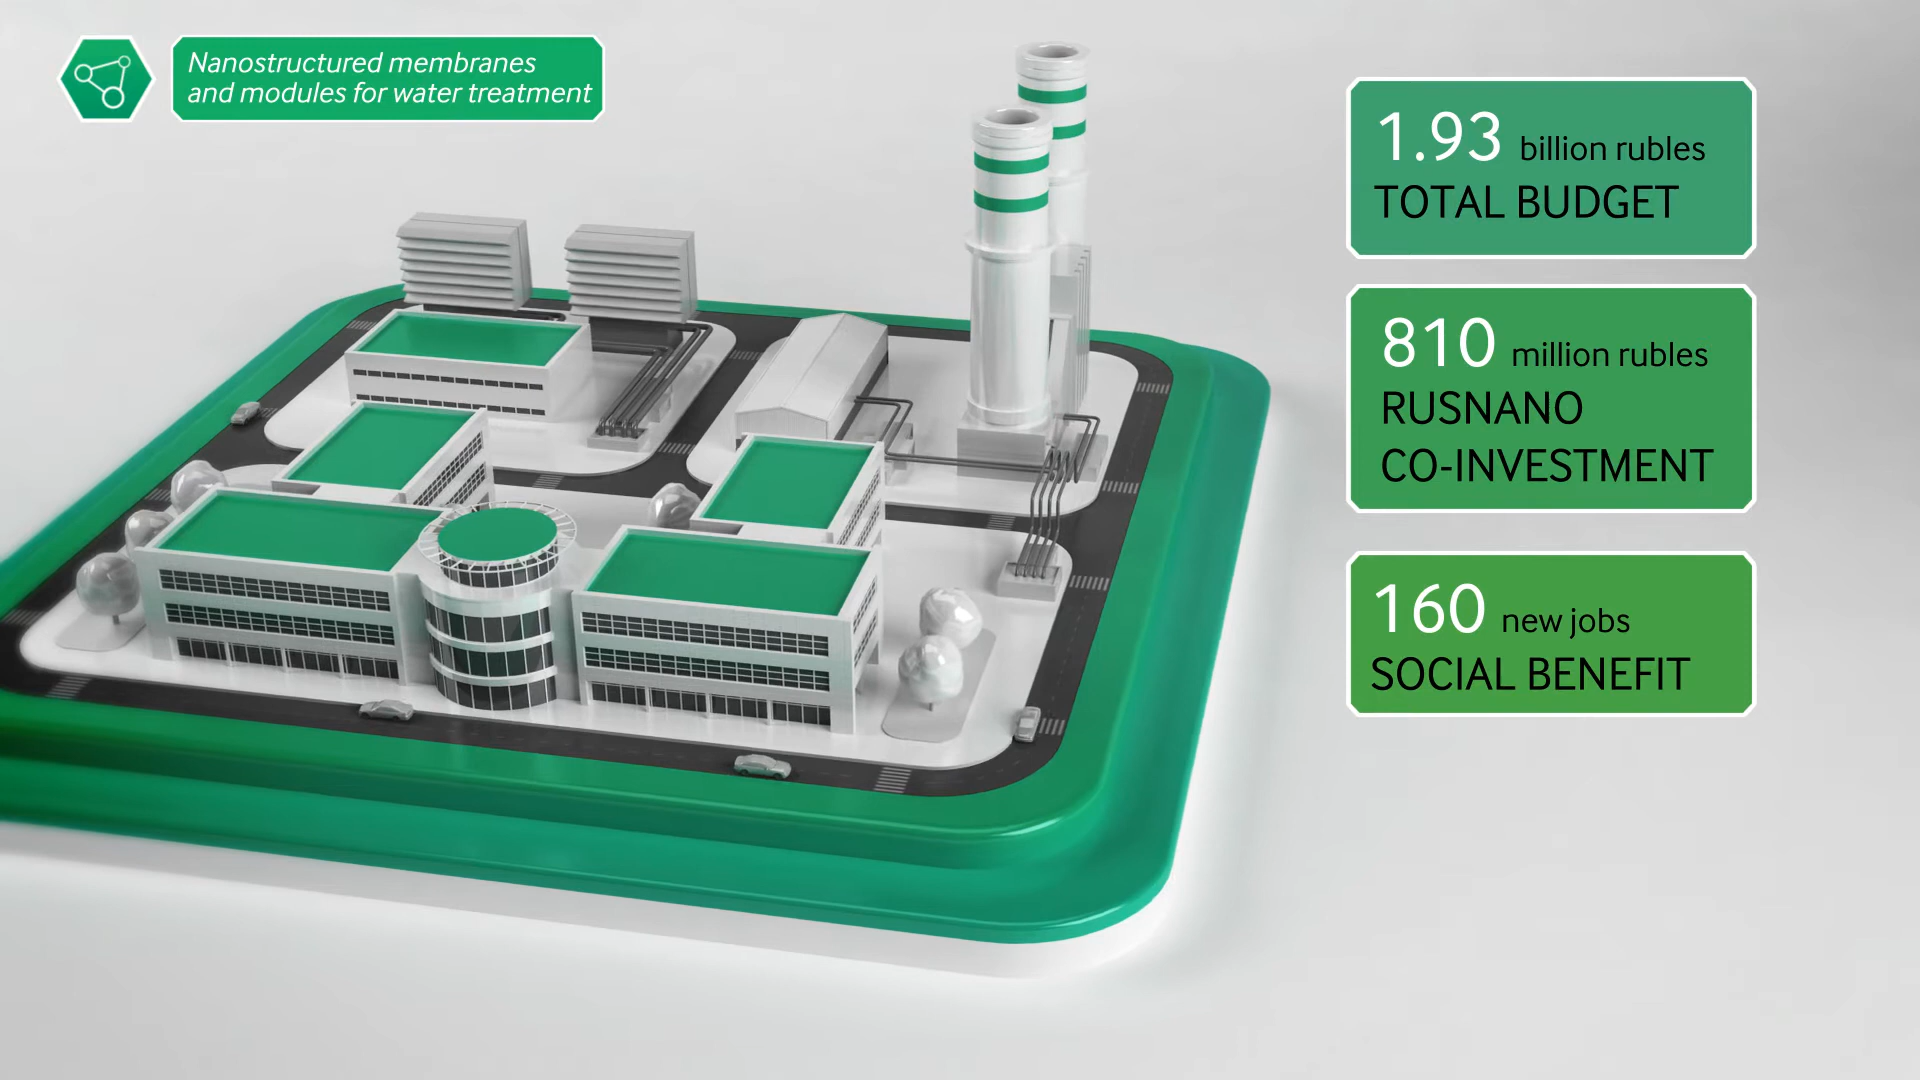 Nanostructured membranes
and modules for water treatment
1.93 billion rubles
TOTAL BUDGET
810 million rubles
RUSNANO
CO-INVESTMENT
160 new jobs
SOCIAL BENEFIT